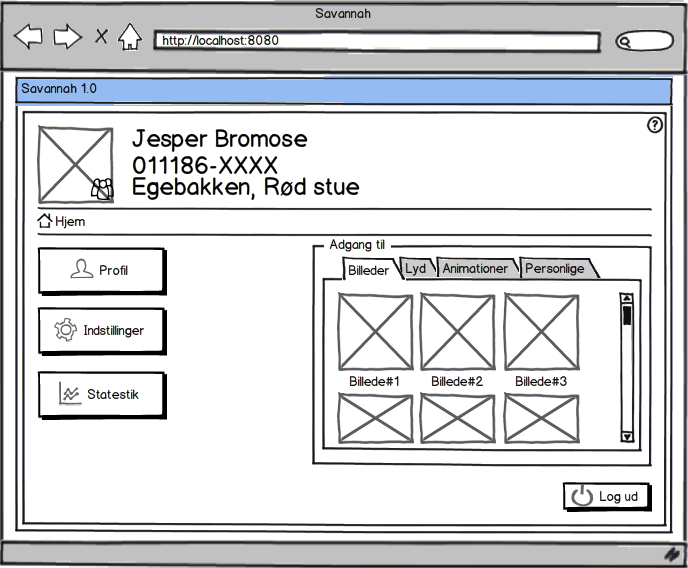 Savannah
http://localhost:8080
Savannah 1.0
?
Jesper Bromose
011186-XXXX
Egebakken, Rød stue
Hjem
Profil
Indstillinger
Statestik
Adgang til
Billeder Lyd Animationer Personlige
Billede#1 Billede#2 Billede#3
Log ud